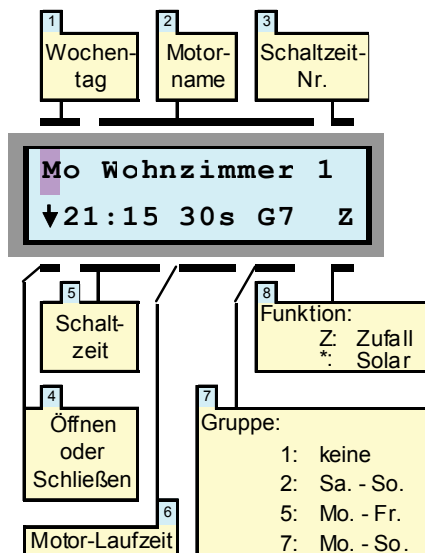 1
Wochen-
tag
2
Motor-
name
3
Schaltzeit-
Nr.
Mo Wohnzimmer 1
↓21:15 30s G7 Z
5
Schalt-
zeit
8
Funktion:
Z: Zufall
*: Solar
4
Öffnen
oder
Schließen
7
Gruppe:
1: keine
2: Sa. - So.
5: Mo. - Fr.
7: Mo. - So.
6
Motor-Laufzeit